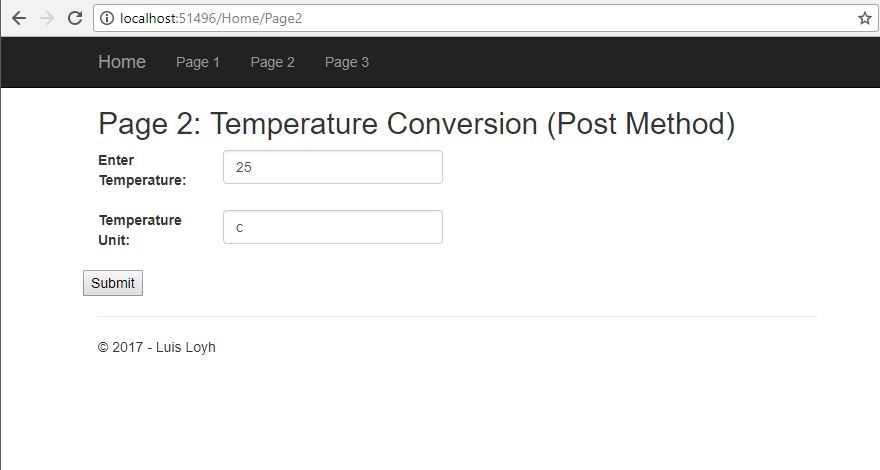 localhost:51496/Home/Page2
Home Page 1 Page 2 Page 3
Page 2: Temperature Conversion (Post Method)
Enter
Temperature:
25
Temperature
Unit:
c
Submit
© 2017 - Luis Loyh